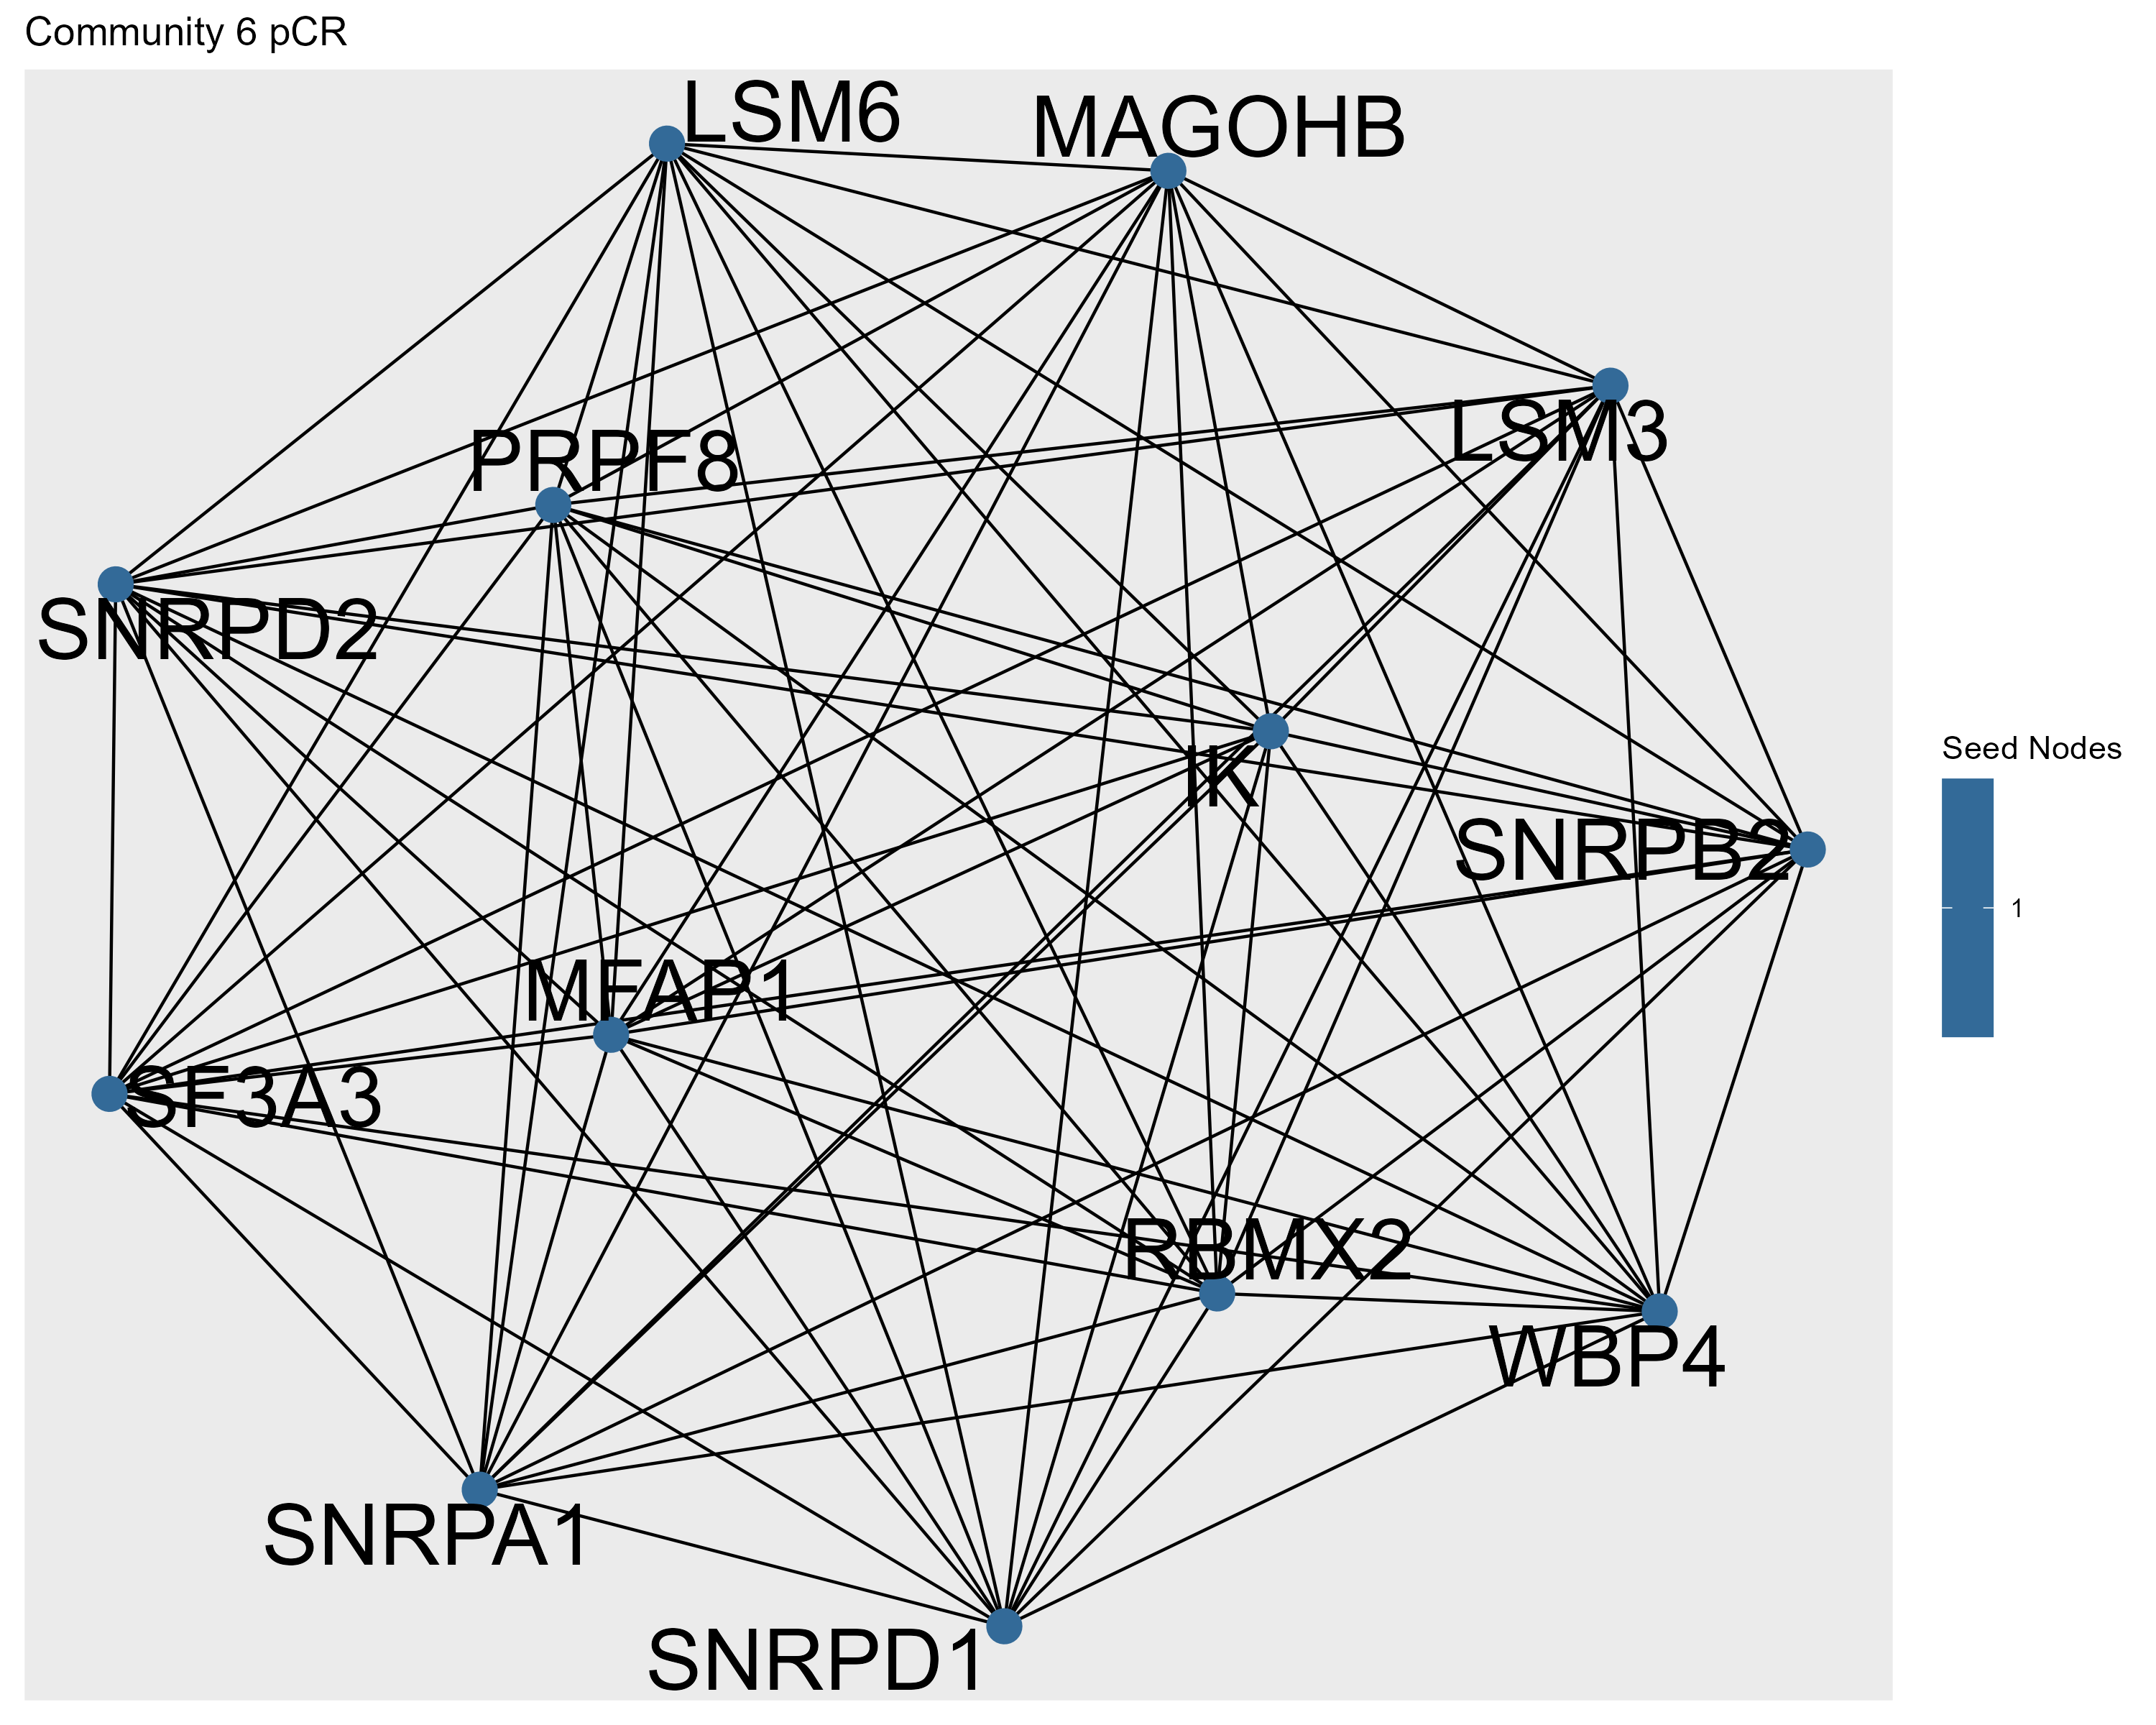 Community 6 pCR
LSM6
MAGOHB
LSM3
PRPF8
SNRPD2
IK
Seed Nodes
SNRPB2
1
MFAP1
SF3A3
RBMX2
WBP4
SNRPA1
SNRPD1